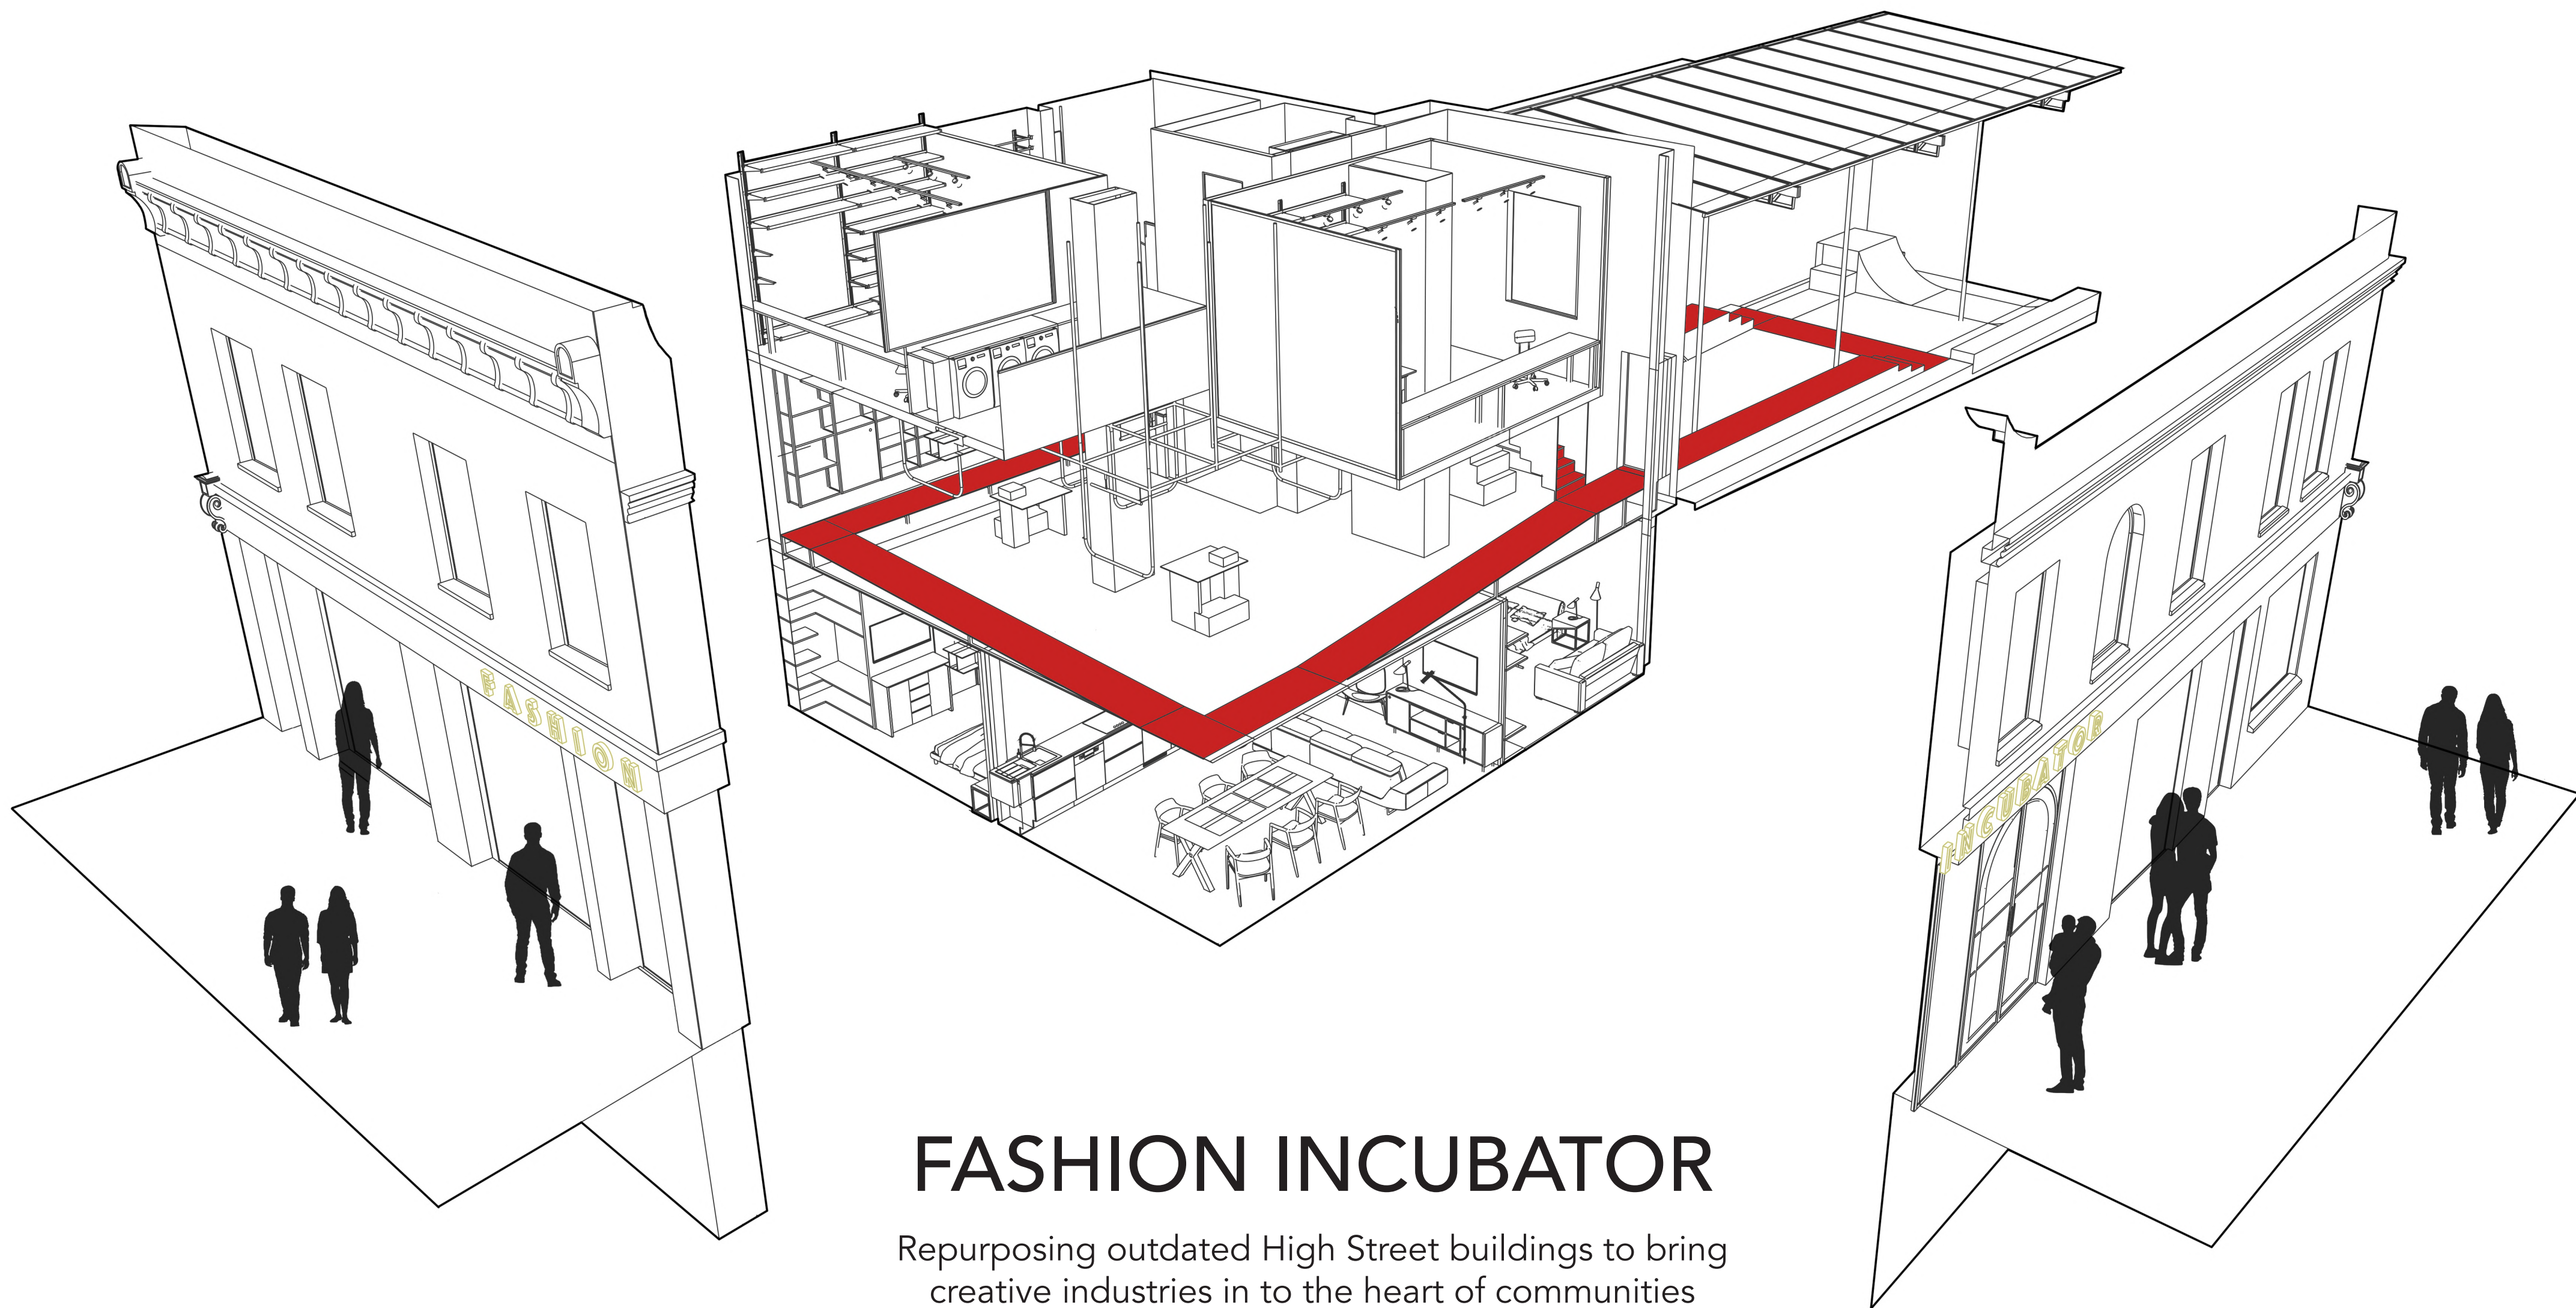 FASHION
INCUBATOR
FASHION INCUBATOR
Repurposing outdated High Street buildings to bring
creative industries in to the heart of communities